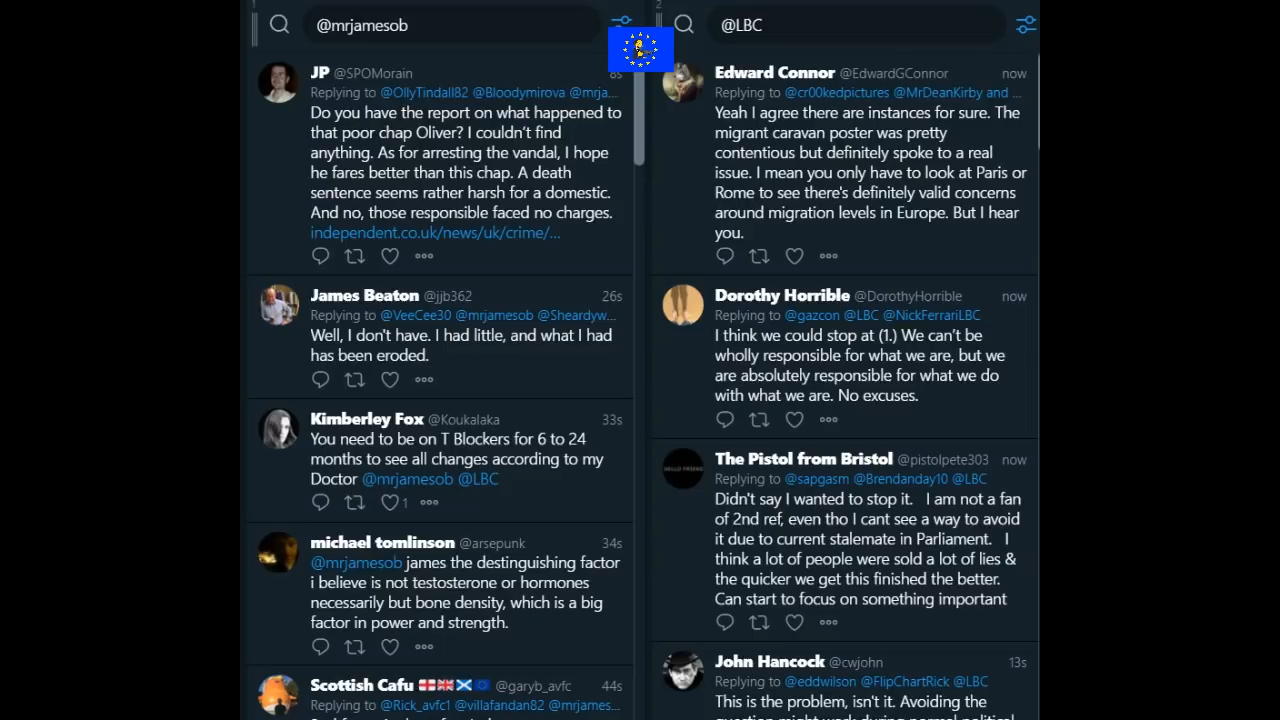 1
@mrjamesob
JP @SPOMorain 8s
Replying to @OllyTindall82 @Bloodymirova @mrja...
Do you have the report on what happened to
that poor chap Oliver? I couldn't find
anything. As for arresting the vandal, I hope
he fares better than this chap. A death
sentence seems rather harsh for a domestic.
And no, those responsible faced no charges.
independent.co.uk/news/uk/crime/...
James Beaton @jjb362 26s
Replying to @VeeCee30 @mrjamesob @Sheardyw...
Well, I don't have. I had little, and what I had
has been eroded.
Kimberley Fox @Koukalaka 33s
You need to be on T Blockers for 6 to 24
months to see all changes according to my
Doctor @mrjamesob @LBC
1
michael tomlinson @arsepunk 34s
@mrjamesob james the destinguishing factor
i believe is not testosterone or hormones
necessarily but bone density, which is a big
factor in power and strength.
Scottish Cafu @garyb_avfc 44s
Replying to @Rick_avfc1 @villafandan82 @mrjames...
2
@LBC
Edward Connor @EdwardGConnor now
Replying to @cr00kedpictures @MrDeanKirby and ...
Yeah I agree there are instances for sure. The
migrant caravan poster was pretty
contentious but definitely spoke to a real
issue. I mean you only have to look at Paris or
Rome to see there's definitely valid concerns
around migration levels in Europe. But I hear
you.
Dorothy Horrible @DorothyHorrible now
Replying to @gazcon @LBC @NickFerrariLBC
I think we could stop at (1.) We can't be
wholly responsible for what we are, but we
are absolutely responsible for what we do
with what we are. No excuses.
HELLO FRIEND
The Pistol from Bristol @pistolpete303 now
Replying to @sapgasm @Brendanday10 @LBC
Didn't say I wanted to stop it. I am not a fan
of 2nd ref, even tho I cant see a way to avoid
it due to current stalemate in Parliament. I
think a lot of people were sold a lot of lies &
the quicker we get this finished the better.
Can start to focus on something important
John Hancock @cwjohn 13s
Replying to @eddwilson @FlipChartRick @LBC
This is the problem, isn't it. Avoiding the
question might work during normal political